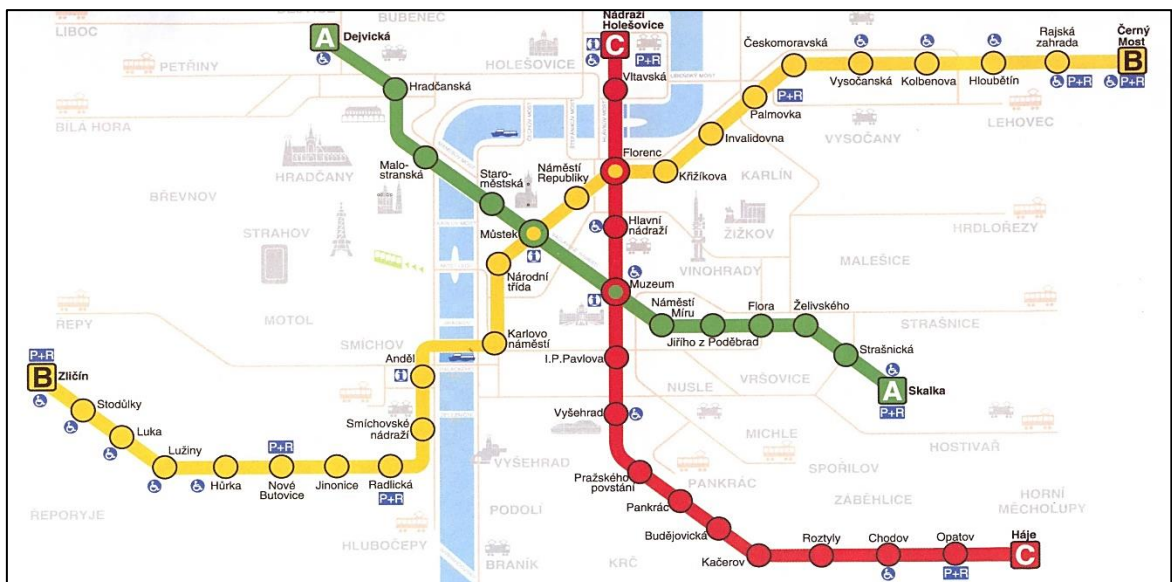 LIBOC
BUBENEČ
PETŘINY
BÍLÁ HORA
A
Dejvická
Hradčanská
HOLEŠOVICE
Nádraží
Holešovice
C
P+R
Vltavská
Českomoravská
P+R
Vysočanská
Kolbenova
Hloubětín
Rajská
zahrada
P+R
Černý
Most
B
P+R
LIBEŇSKÝ MOST
Palmovka
Invalidovna
VYSOČANY
LEHOVEC
Malo-
stranská
HRADČANY
BŘEVNOV
Staro-
městská
Náměstí
Republiky
Florenc
Křižíkova
KARLÍN
Můstek
STRAHOV
Hlavní
nádraží
ŽIŽKOV
HRDLOŘEZY
Národní
třída
Muzeum
VINOHRADY
MALEŠICE
ŘEPY
MOTOL
SMÍCHOV
Karlovo
náměstí
Náměstí
Míru
Jiřího z Poděbrad
Flora
Želivského
STRAŠNICE
P+R
B
Zličín
Anděl
I.P.Pavlova
NUSLE
VRŠOVICE
Strašnická
A
Skalka
P+R
Stodůlky
Luka
Lužiny
Hůrka
P+R
Nové
Butovice
Jinonice
Radlická
P+R
Smíchovské
nádraží
Vyšehrad
VYŠEHRAD
MICHLE
HOSTIVAŘ
SPOŘILOV
PANKRÁC
Pražského
povstání
Pankrác
Budějovická
Kačerov
Roztyly
Chodov
Opatov
P+R
Háje
C
ZÁBĚHLICE
HORNÍ
MĚCHOLUPY
ŘEPORYJE
HLUBOČEPY
PODOLÍ
BRANÍK
KRČ